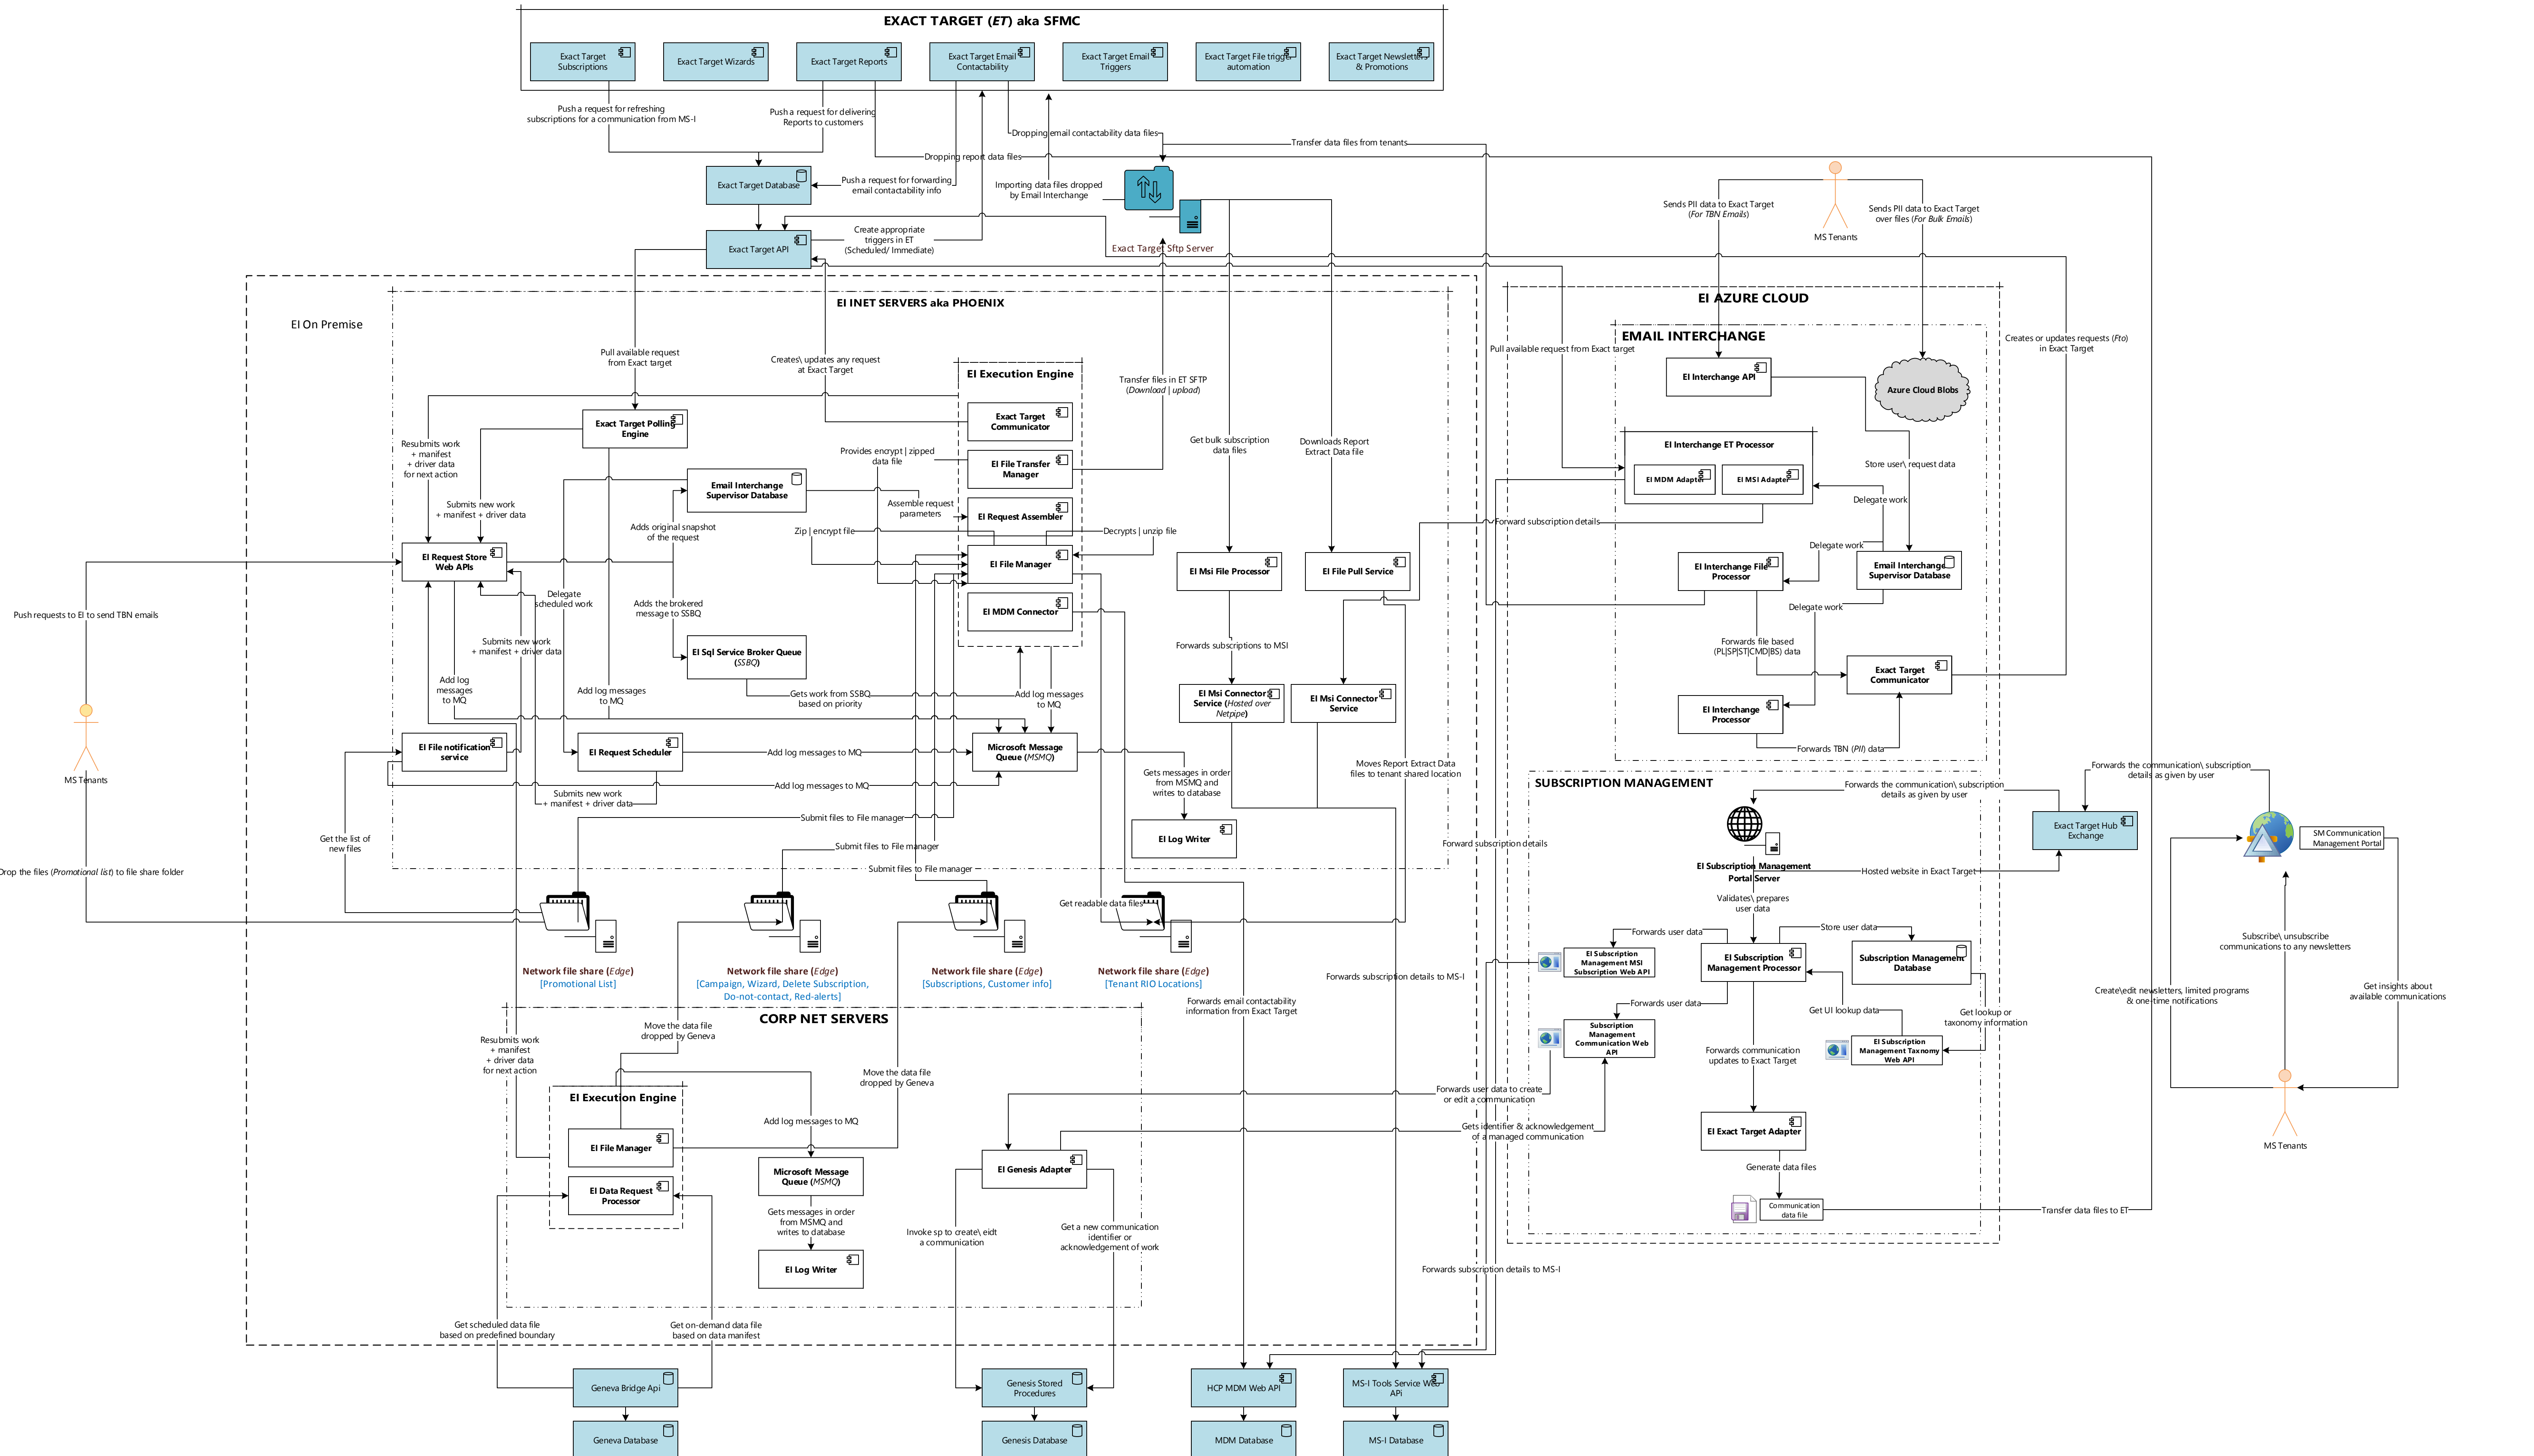 EXACT TARGET (ET) aka SFMC
Exact Target
Subscriptions
Exact Target Wizards
Exact Target Reports
Exact Target Email
Contactability
Exact Target Email
Triggers
Exact Target File trigger
automation
Exact Target Newsletters
& Promotions
Push a request for refreshing
subscriptions for a communication from MS-I
Push a request for delivering
Reports to customers
Dropping email contactability data files
Transfer data files from tenants
Dropping report data files
Exact Target Database
Push a request for forwarding
email contactability info
Importing data files dropped
by Email Interchange
Exact Target Sftp Server
Exact Target API
Create appropriate
triggers in ET
(Scheduled/ Immediate)
Sends PII data to Exact Target
(For TBN Emails)
Sends PII data to Exact Target
over files (For Bulk Emails)
MS Tenants
EI On Premise
EI INET SERVERS aka PHOENIX
Pull available request
from Exact target
Creates\ updates any request
at Exact Target
EI Execution Engine
Exact Target
Communicator
EI File Transfer
Manager
EI Request Assembler
EI File Manager
EI MDM Connector
Transfer files in ET SFTP
(Download | upload)
Get bulk subscription
data files
Downloads Report
Extract Data file
Exact Target Polling
Engine
Resubmits work
+ manifest
+ driver data
for next action
Submits new work
+ manifest + driver data
Provides encrypt | zipped
data file
Email Interchange
Supervisor Database
Assemble request
parameters
Adds original snapshot
of the request
Zip | encrypt file
Decrypts | unzip file
EI Request Store
Web APIs
EI Msi File Processor
EI File Pull Service
Delegate
scheduled work
Adds the brokered
message to SSBQ
Push requests to EI to send TBN emails
Submits new work
+ manifest + driver data
EI Sql Service Broker Queue
(SSBQ)
Forwards subscriptions to MSI
Add log
messages
to MQ
Add log messages
to MQ
Gets work from SSBQ
based on priority
Add log messages
to MQ
EI Msi Connector
Service (Hosted over
Netpipe)
EI Msi Connector
Service
MS Tenants
EI File notification
service
EI Request Scheduler
Add log messages to MQ
Microsoft Message
Queue (MSMQ)
Gets messages in order
from MSMQ and
writes to database
Moves Report Extract Data
files to tenant shared location
Add log messages to MQ
Submits new work
+ manifest + driver data
Submit files to File manager
Get the list of
new files
EI Log Writer
Submit files to File manager
Submit files to File manager
Drop the files (Promotional list) to file share folder
Get readable data files
Network file share (Edge)
[Promotional List]
Network file share (Edge)
[Campaign, Wizard, Delete Subscription,
Do-not-contact, Red-alerts]
Network file share (Edge)
[Subscriptions, Customer info]
Network file share (Edge)
[Tenant RIO Locations]
Forwards subscription details to MS-I
Forwards email contactability
information from Exact Target
CORP NET SERVERS
Move the data file
dropped by Geneva
Resubmits work
+ manifest
+ driver data
for next action
Move the data file
dropped by Geneva
EI Execution Engine
EI File Manager
EI Data Request
Processor
Add log messages to MQ
Microsoft Message
Queue (MSMQ)
Gets messages in order
from MSMQ and
writes to database
EI Log Writer
EI Genesis Adapter
Invoke sp to create\ eidt
a communication
Get a new communication
identifier or
acknowledgement of work
Get scheduled data file
based on predefined boundary
Get on-demand data file
based on data manifest
Geneva Bridge Api
Geneva Database
Genesis Stored
Procedures
Genesis Database
HCP MDM Web API
MDM Database
MS-I Tools Service Web
APi
MS-I Database
EI AZURE CLOUD
EMAIL INTERCHANGE
Pull available request from Exact target
Creates or updates requests (Fto)
in Exact Target
EI Interchange API
Azure Cloud Blobs
EI Interchange ET Processor
EI MDM Adapter
EI MSI Adapter
Store user\ request data
Delegate work
Forward subscription details
Delegate work
EI Interchange File
Processor
Email Interchange
Supervisor Database
Delegate work
Forwards file based
(PL|SP|ST|CMD|BS) data
Exact Target
Communicator
EI Interchange
Processor
Forwards TBN (PII) data
SUBSCRIPTION MANAGEMENT
Forwards the communication\ subscription
details as given by user
Forwards the communication\ subscription
details as given by user
Exact Target Hub
Exchange
SM Communication
Management Portal
Forward subscription details
EI Subscription Management
Portal Server
Hosted website in Exact Target
Validates\ prepares
user data
Forwards user data
Store user data
EI Subscription
Management MSI
Subscription Web API
EI Subscription
Management Processor
Subscription Management
Database
Subscribe\ unsubscribe
communications to any newsletters
Create\edit newsletters, limited programs
& one-time notifications
Get insights about
available communications
Forwards user data
Get UI lookup data
Get lookup or
taxonomy information
Subscription
Management
Communication Web
API
EI Subscription
Management Taxnomy
Web API
Forwards communication
updates to Exact Target
Forwards user data to create
or edit a communication
Gets identifier & acknowledgement
of a managed communication
EI Exact Target Adapter
MS Tenants
Generate data files
Communication
data file
Transfer data files to ET
Forwards subscription details to MS-I